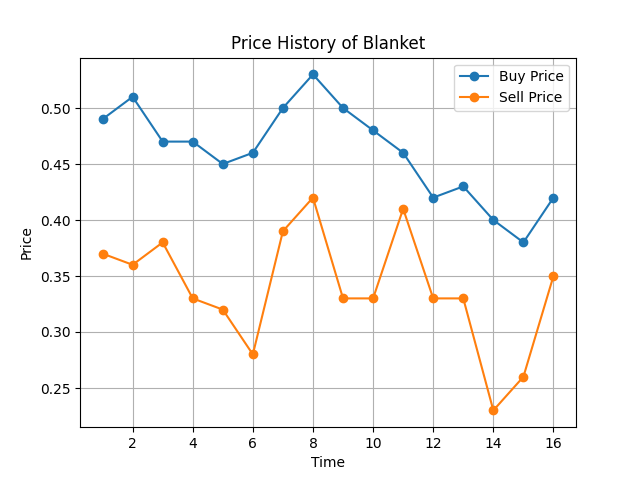 Price History of Blanket
Buy Price
Sell Price
0.50
0.45
0.40
0.35
0.30
0.25
Price
2 4 6 8 10 12 14 16
Time